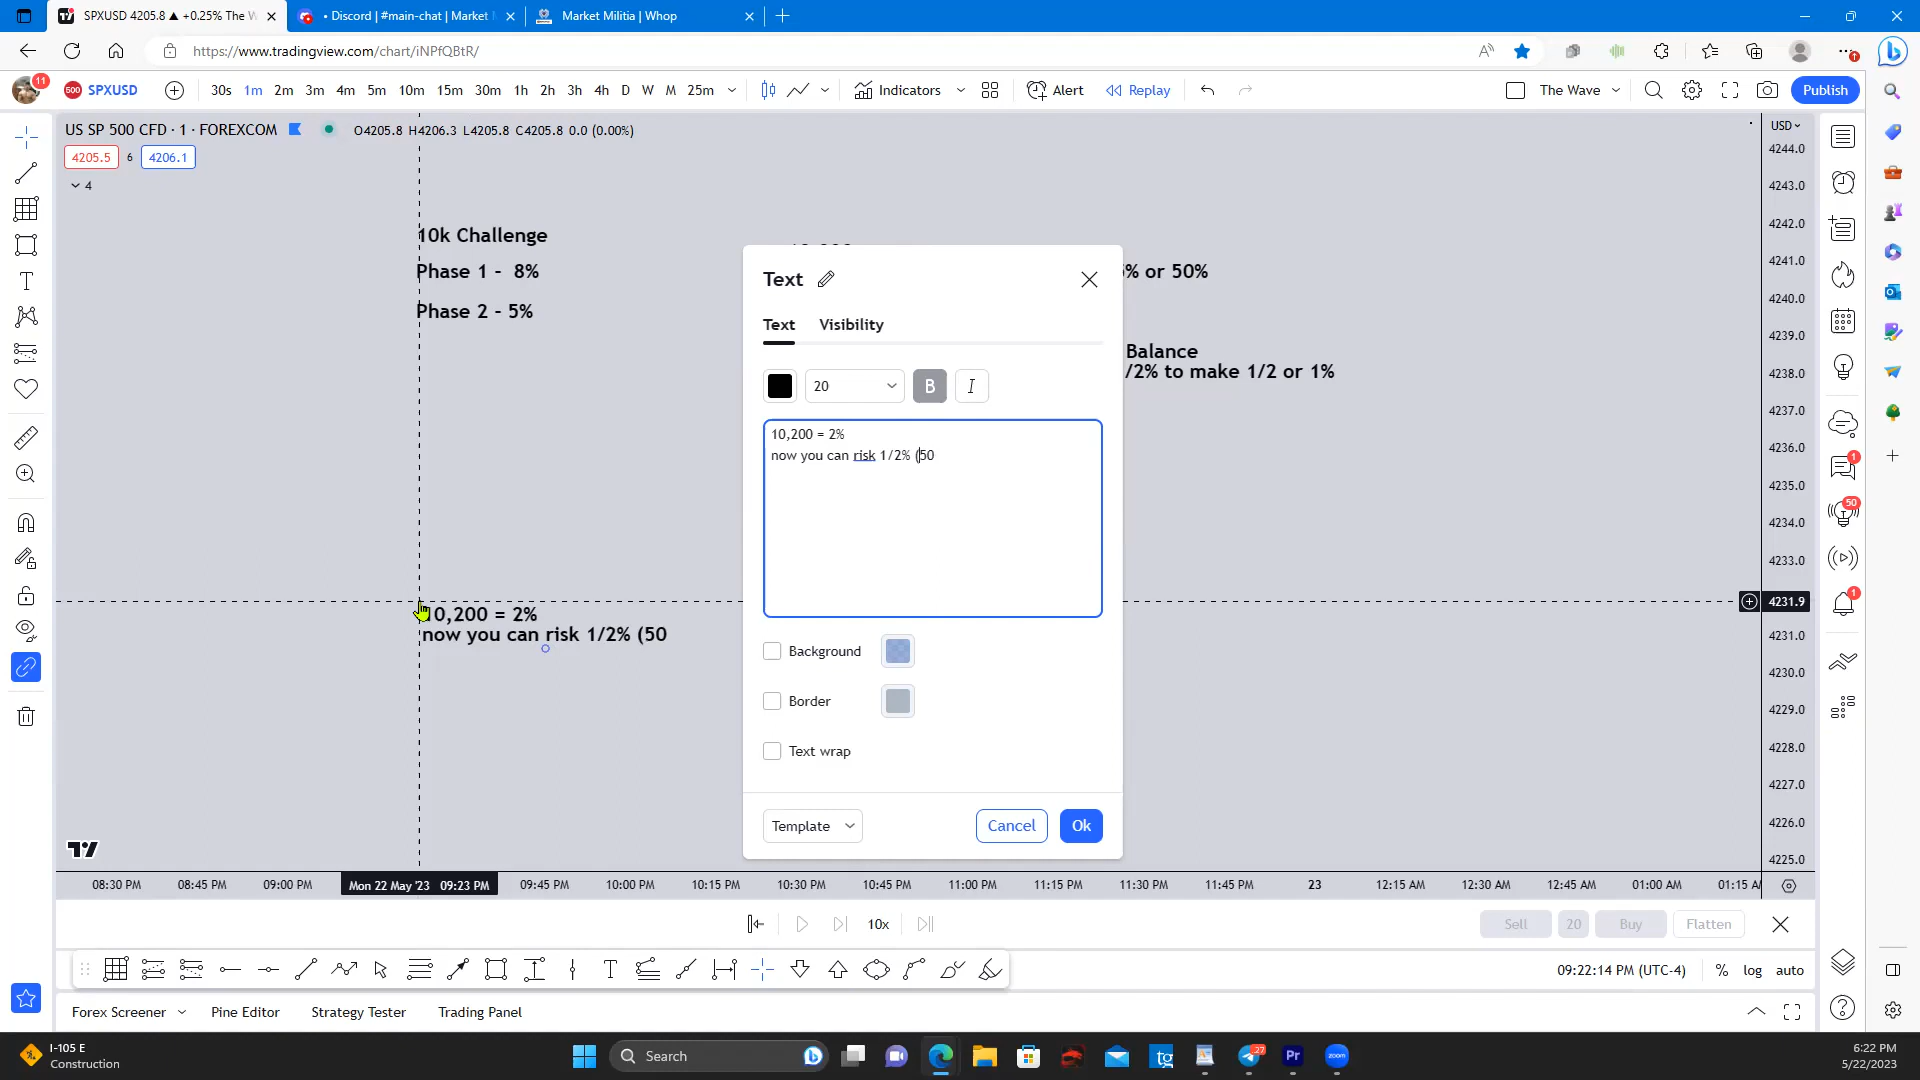 SPXUSD 4205.8 ▲ +0.25% The W
• Discord | #main-chat | Market
Market Militia | Whop
https://www.tradingview.com/chart/iNPfQBtR/
11
500
SPXUSD
30s 1m 2m 3m 4m 5m 10m 15m 30m 1h 2h 3h 4h D W M 25m
Indicators
Alert
Replay
The Wave
Publish
US SP 500 CFD · 1 · FOREXCOM
O4205.8 H4206.3 L4205.8 C4205.8 0.0 (0.00%)
4205.5 6 4206.1
4
USD
4244.0
4243.0
4242.0
4241.0
4240.0
4239.0
4238.0
4237.0
4236.0
4235.0
4234.0
4233.0
4231.9
4231.0
4230.0
4229.0
4228.0
4227.0
4226.0
4225.0
10k Challenge
Phase 1 - 8%
Phase 2 - 5%
% or 50%
Balance
/2% to make 1/2 or 1%
10,200 = 2%
now you can risk 1/2% (50
Text
Text Visibility
20 B I
10,200 = 2%
now you can risk 1/2% (50
Background
Border
Text wrap
Template
Cancel
Ok
1
50
1
08:30 PM 08:45 PM 09:00 PM Mon 22 May '23 09:23 PM 09:45 PM 10:00 PM 10:15 PM 10:30 PM 10:45 PM 11:00 PM 11:15 PM 11:30 PM 11:45 PM 23 12:15 AM 12:30 AM 12:45 AM 01:00 AM 01:15 A
10x
Sell 20 Buy Flatten
09:22:14 PM (UTC-4) % log auto
Forex Screener Pine Editor Strategy Tester Trading Panel
I-105 E
Construction
Search
tg
27
Pr
zoom
6:22 PM
5/22/2023